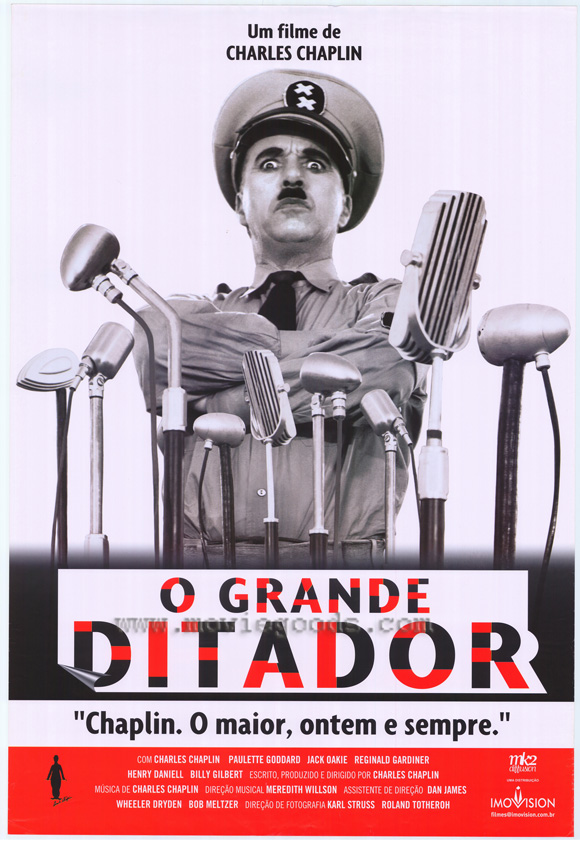 Um filme de
CHARLES CHAPLIN
O GRANDE
www.moviegoods.com
DITADOR
"Chaplin. O maior, ontem e sempre."
COM CHARLES CHAPLIN PAULETTE GODDARD JACK OAKIE REGINALD GARDINER
HENRY DANIELL BILLY GILBERT ESCRITO, PRODUZIDO E DIRIGIDO POR CHARLES CHAPLIN
MÚSICA DE CHARLES CHAPLIN DIREÇÃO MUSICAL MEREDITH WILLSON ASSISTENTE DE DIREÇÃO DAN JAMES
WHEELER DRYDEN BOB MELTZER DIREÇÃO DE FOTOGRAFIA KARL STRUSS ROLAND TOTHEROH
mk2
diffusion
UMA DISTRIBUIÇÃO
IMOVISION
filmes@imovision.com.br